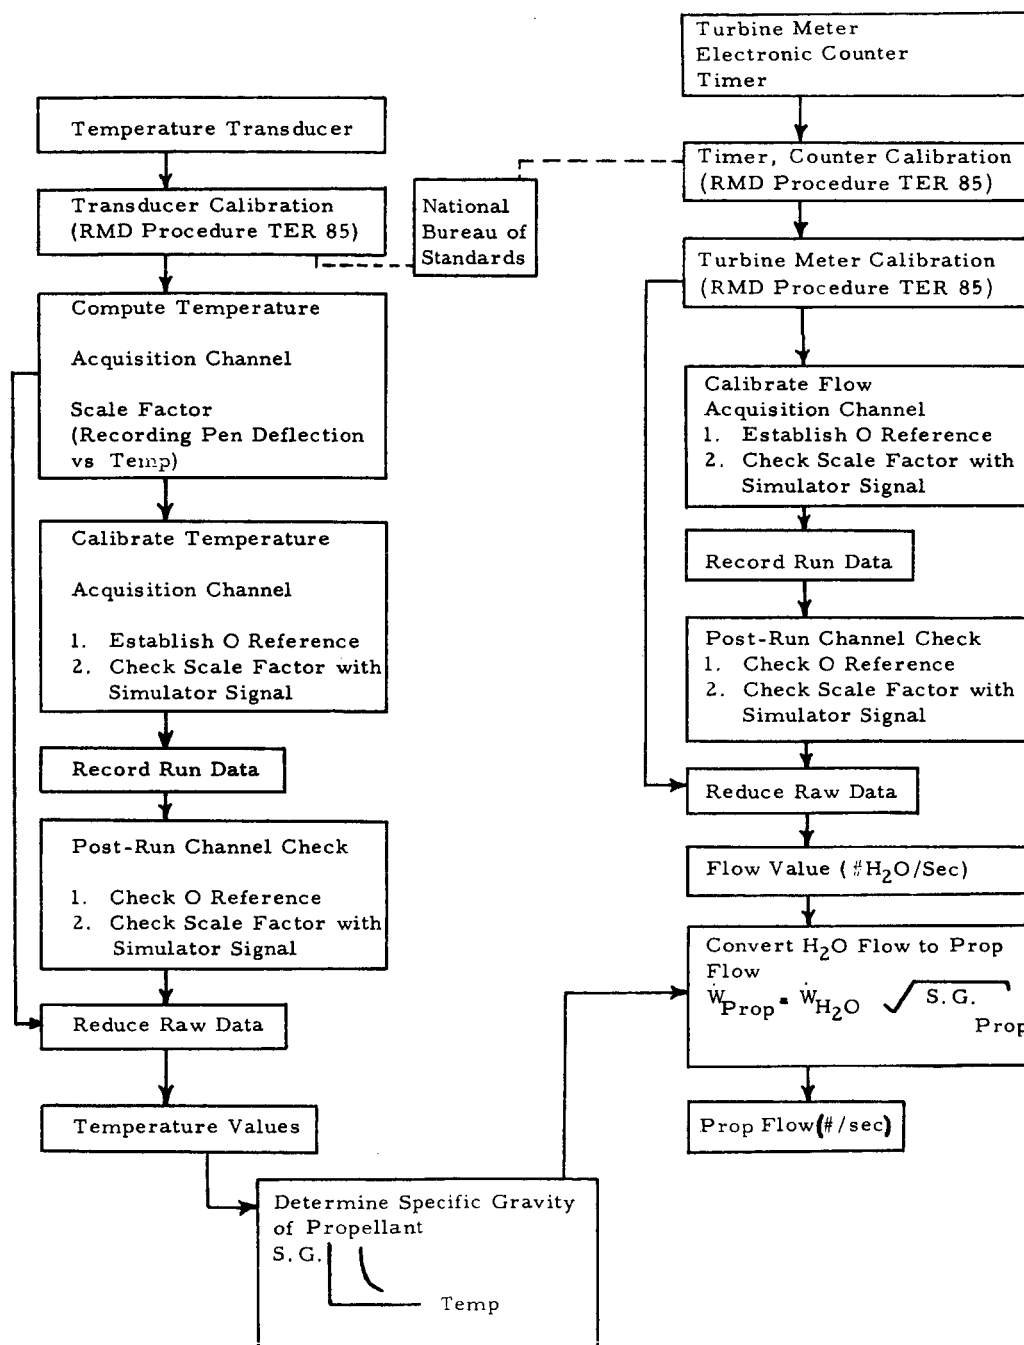 Temperature Transducer
Transducer Calibration
(RMD Procedure TER 85)
Compute Temperature
Acquisition Channel
Scale Factor
(Recording Pen Deflection
vs Temp)
Calibrate Temperature
Acquisition Channel
1. Establish O Reference
2. Check Scale Factor with
Simulator Signal
Record Run Data
Post-Run Channel Check
1. Check O Reference
2. Check Scale Factor with
Simulator Signal
Reduce Raw Data
Temperature Values
Determine Specific Gravity
of Propellant
S. G.
Temp
National
Bureau of
Standards
Turbine Meter
Electronic Counter
Timer
Timer, Counter Calibration
(RMD Procedure TER 85)
Turbine Meter Calibration
(RMD Procedure TER 85)
Calibrate Flow
Acquisition Channel
1. Establish O Reference
2. Check Scale Factor with
Simulator Signal
Record Run Data
Post-Run Channel Check
1. Check O Reference
2. Check Scale Factor with
Simulator Signal
Reduce Raw Data
Flow Value (#H₂O/Sec)
Convert H₂O Flow to Prop
Flow
Ẇ_Prop = Ẇ_H₂O √S. G. Prop
Prop Flow (#/sec)